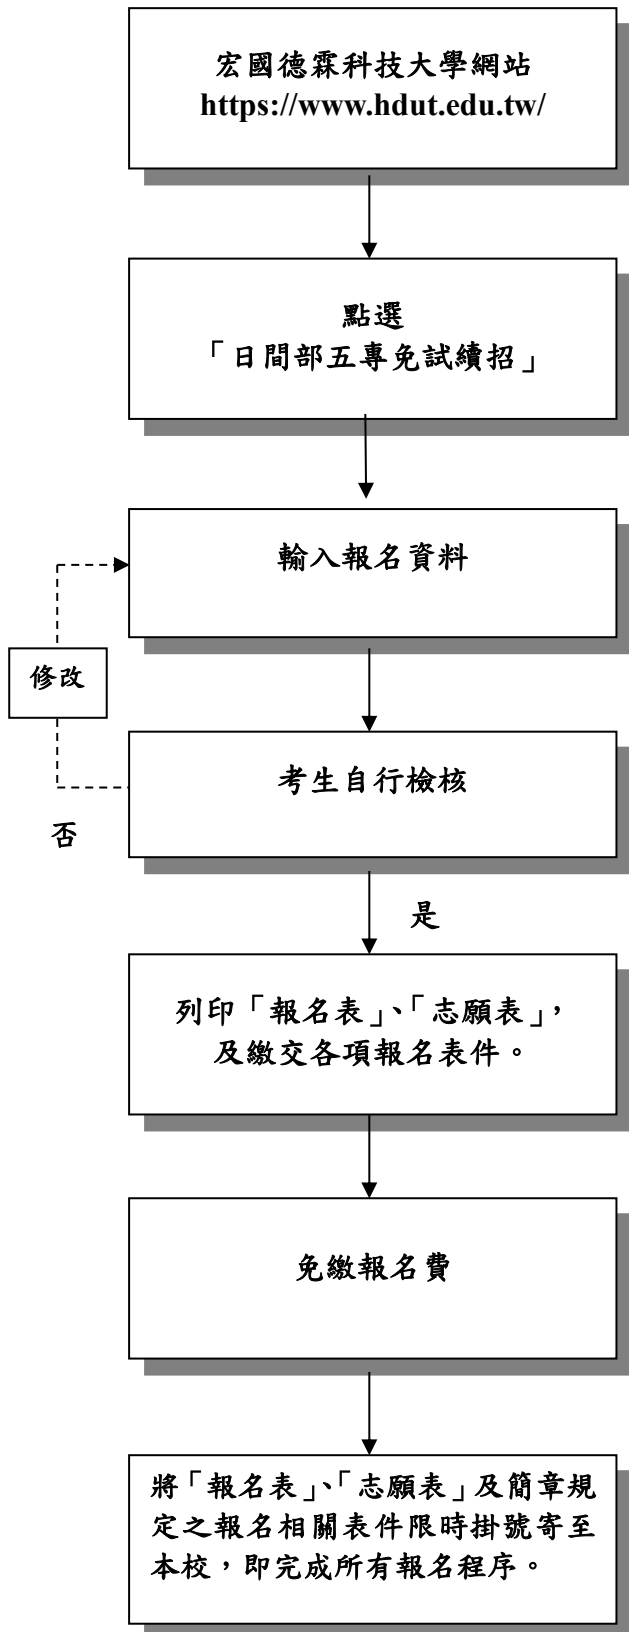 宏國德霖科技大學網站
https://www.hdut.edu.tw/
點選
「日間部五專免試續招」
輸入報名資料
修改
考生自行檢核
否
是
列印「報名表」、「志願表」，
及繳交各項報名表件。
免繳報名費
將「報名表」、「志願表」及簡章規
定之報名相關表件限時掛號寄至
本校，即完成所有報名程序。